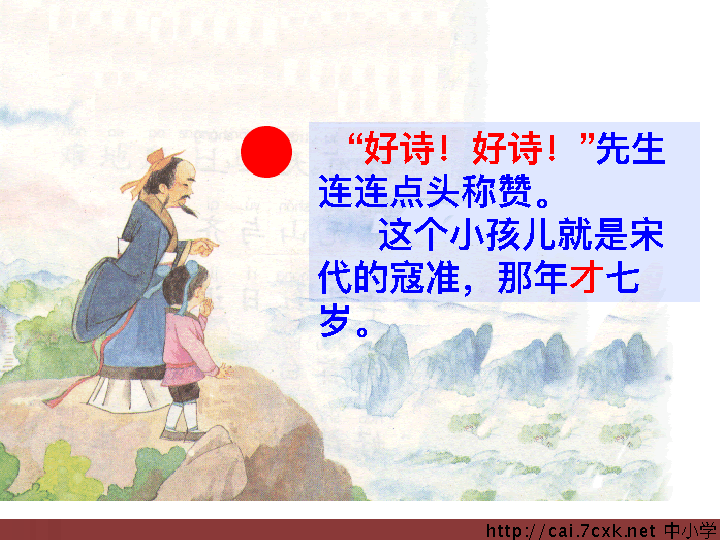 “好诗！好诗！”先生
连连点头称赞。
这个小孩儿就是宋
代的寇准，那年才七
岁。
http://cai.7cxk.net 中小学